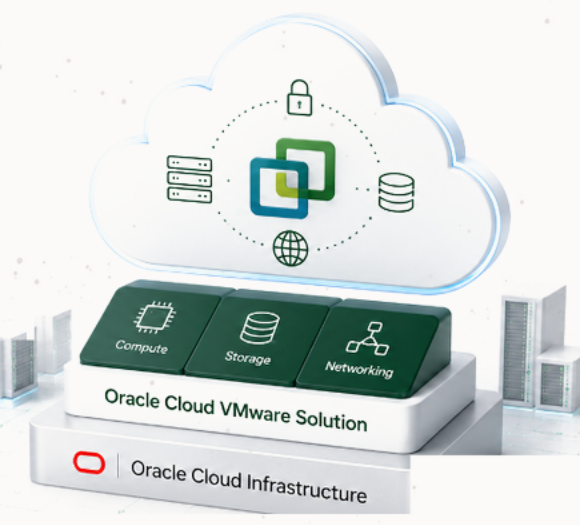 Compute
Storage
Networking
Oracle Cloud VMware Solution
Oracle Cloud Infrastructure